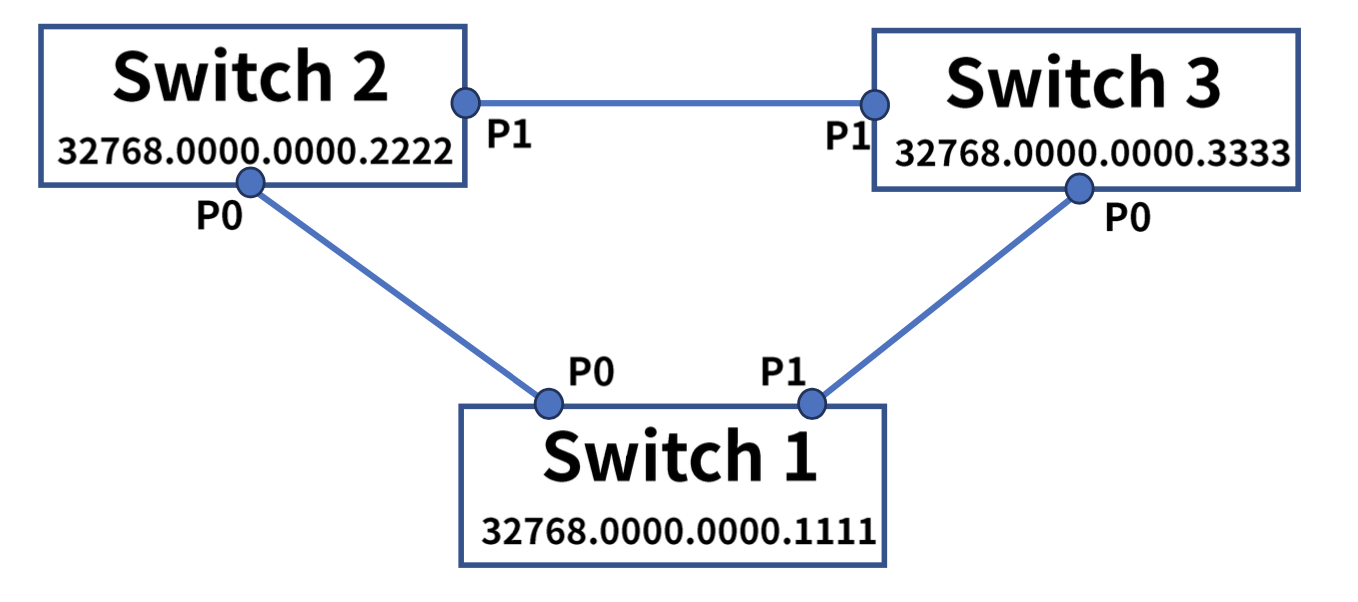 Switch 2
32768.0000.0000.2222
P1
P0
Switch 3
P1
32768.0000.0000.3333
P0
P0
P1
Switch 1
32768.0000.0000.1111